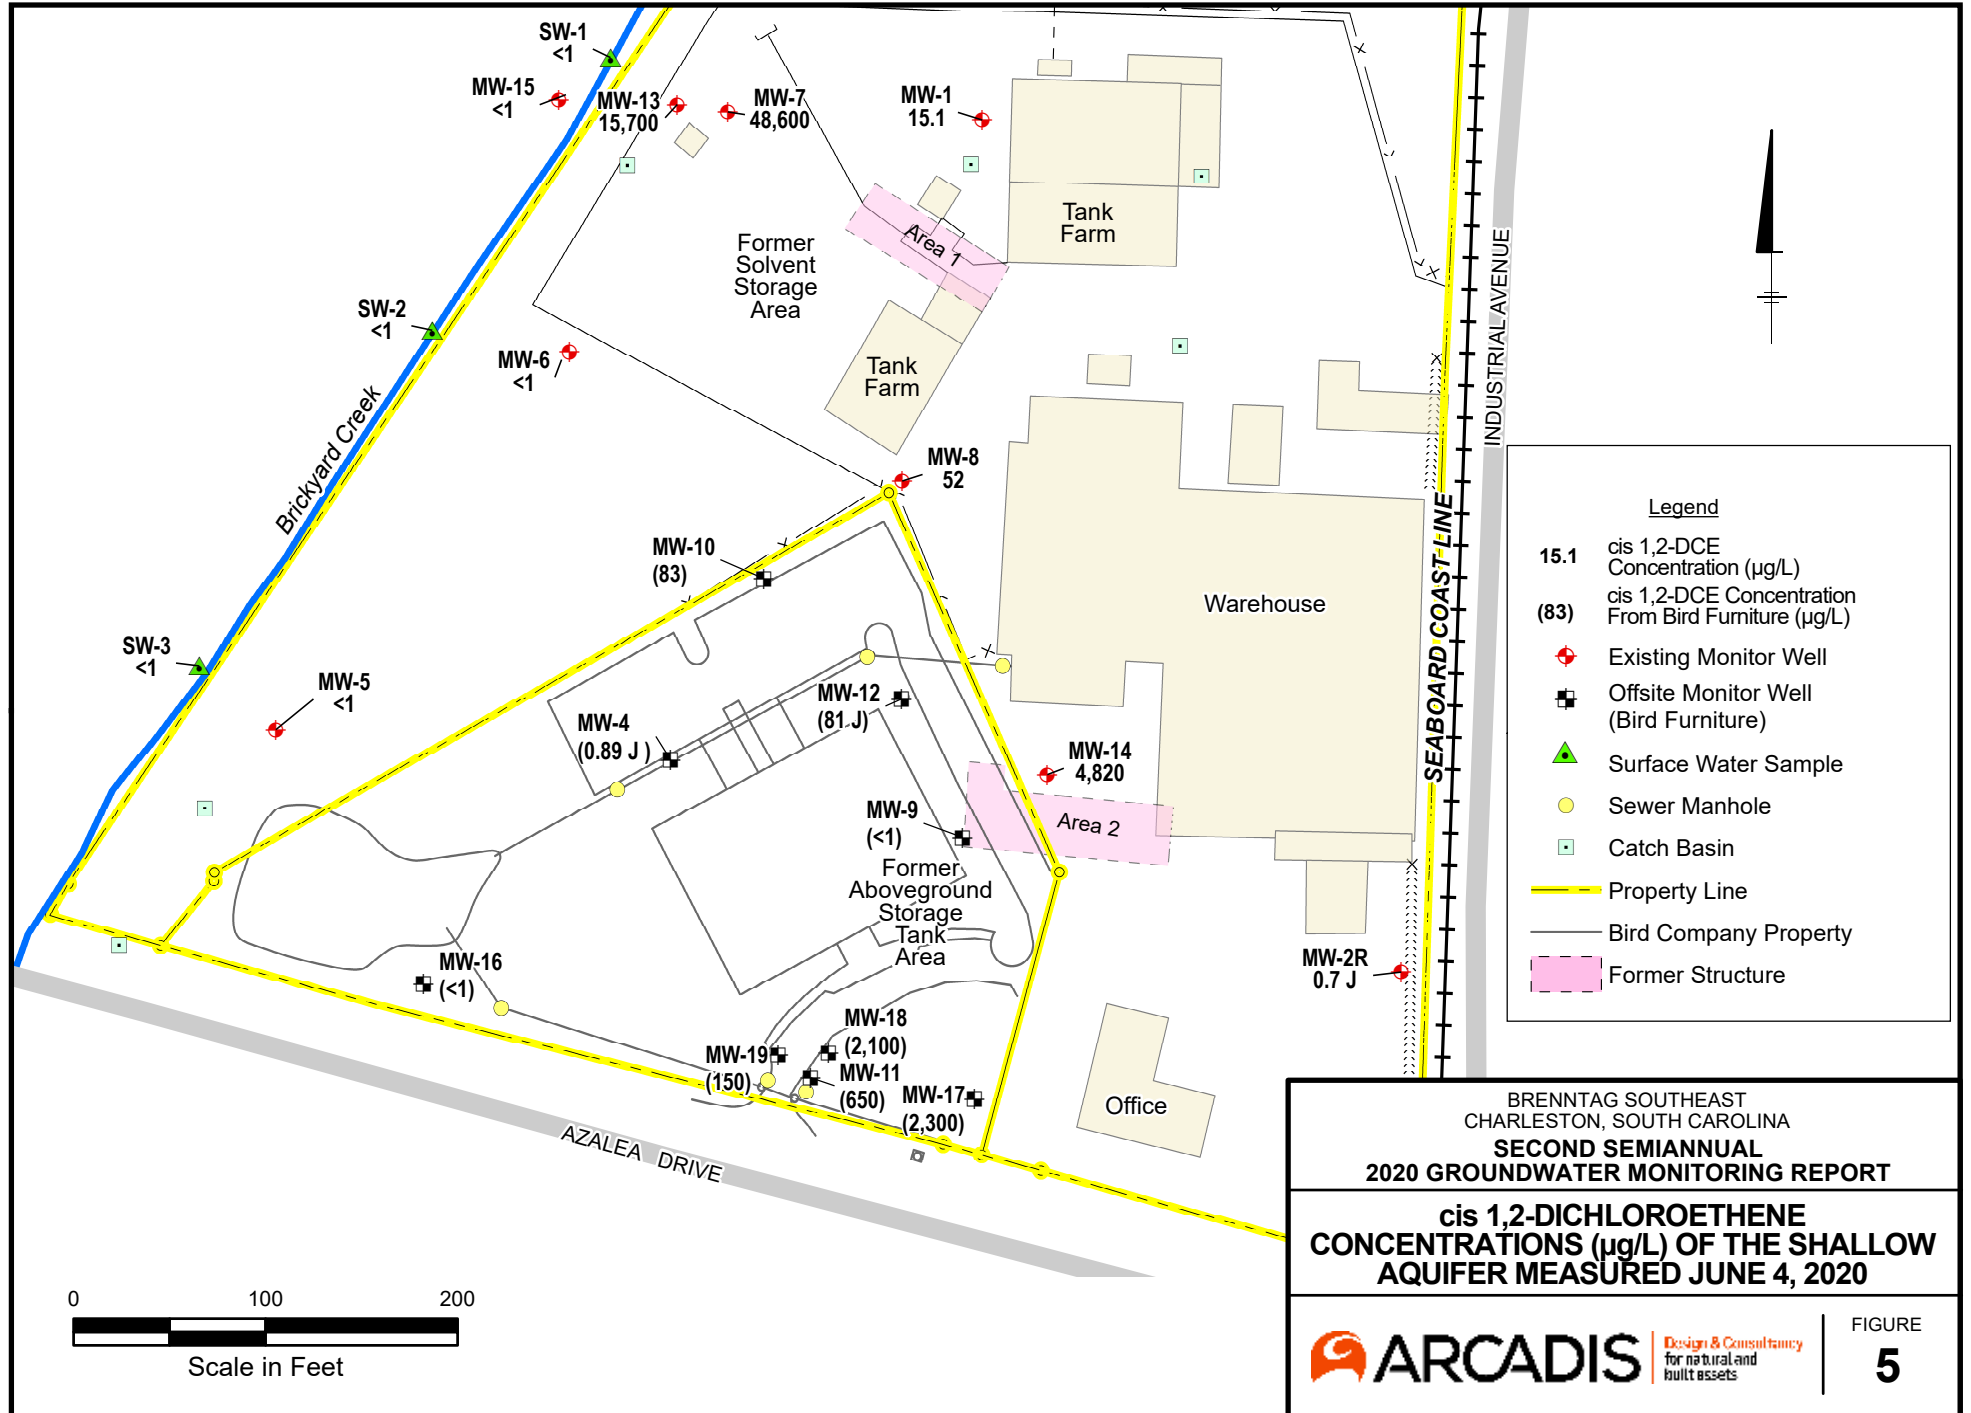 SW-1
<1
MW-15
<1
MW-13
15,700
MW-7
48,600
MW-1
15.1
Tank
Farm
Area 1
Former
Solvent
Storage
Area
SW-2
<1
MW-6
<1
Tank
Farm
Brickyard Creek
INDUSTRIAL AVENUE
MW-8
52
MW-10
(83)
Warehouse
SEABOARD COAST LINE
SW-3
<1
MW-5
<1
MW-12
(81 J)
MW-4
(0.89 J )
MW-14
4,820
MW-9
(<1)
Area 2
Former
Aboveground
Storage
Tank
Area
MW-16
(<1)
MW-2R
0.7 J
MW-18
(2,100)
MW-19
(150)
MW-11
(650)
MW-17
(2,300)
Office
AZALEA DRIVE
Legend
15.1
cis 1,2-DCE
Concentration (µg/L)
(83)
cis 1,2-DCE Concentration
From Bird Furniture (µg/L)
Existing Monitor Well
Offsite Monitor Well
(Bird Furniture)
Surface Water Sample
Sewer Manhole
Catch Basin
Property Line
Bird Company Property
Former Structure
0 100 200
Scale in Feet
BRENNTAG SOUTHEAST
CHARLESTON, SOUTH CAROLINA
SECOND SEMIANNUAL
2020 GROUNDWATER MONITORING REPORT
cis 1,2-DICHLOROETHENE
CONCENTRATIONS (µg/L) OF THE SHALLOW
AQUIFER MEASURED JUNE 4, 2020
ARCADIS
Design & Consultancy
for natural and
built assets
FIGURE
5